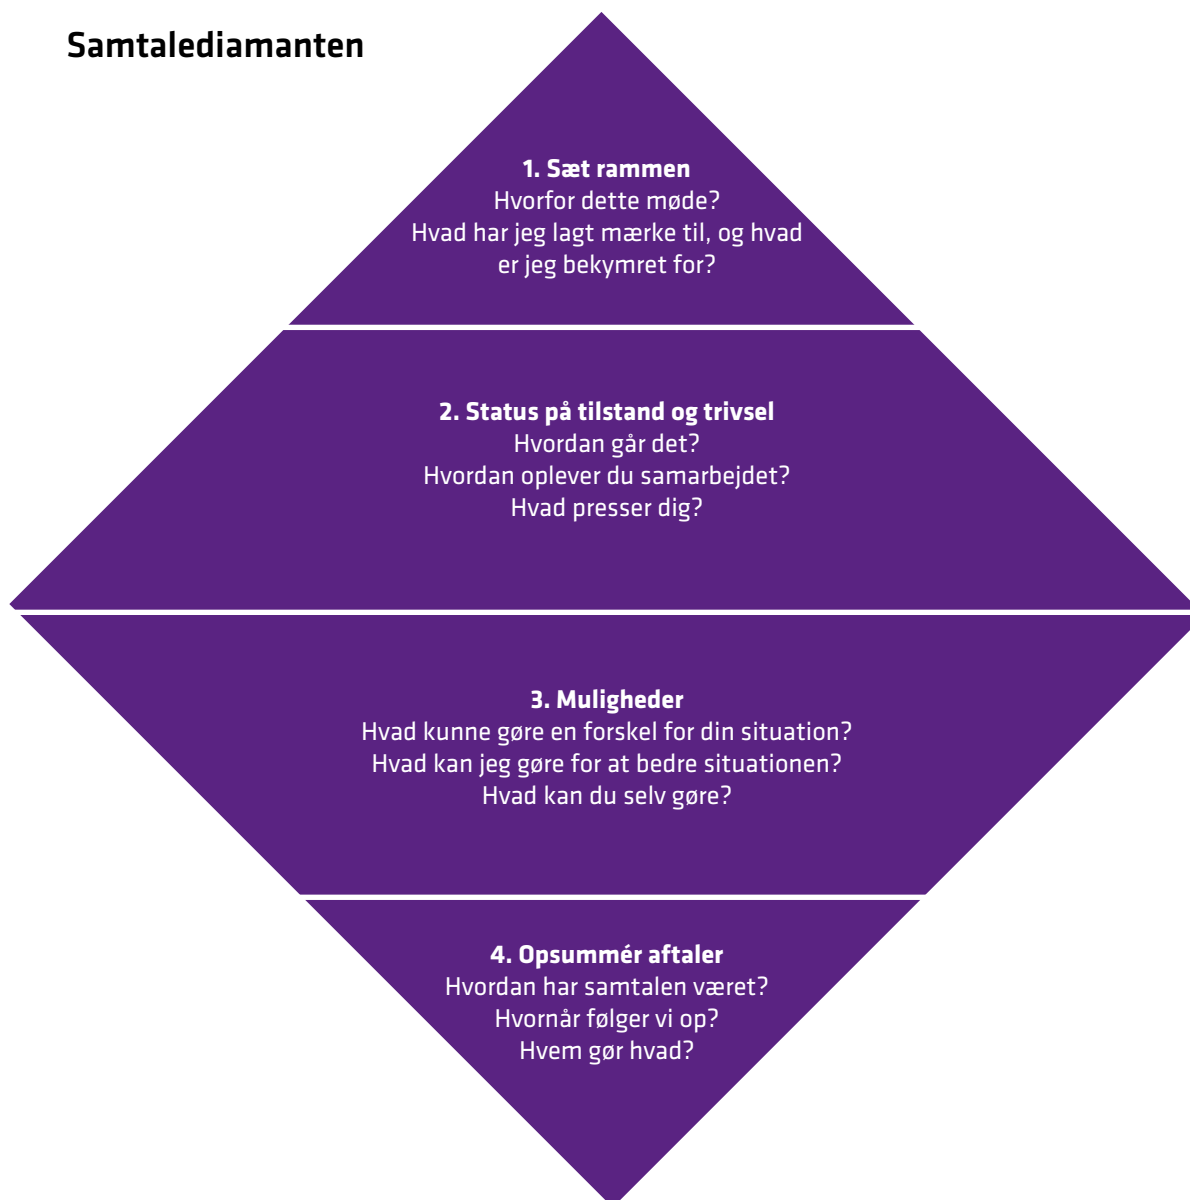 Samtalediamanten
1. Sæt rammen
Hvorfor dette møde?
Hvad har jeg lagt mærke til, og hvad
er jeg bekymret for?
2. Status på tilstand og trivsel
Hvordan går det?
Hvordan oplever du samarbejdet?
Hvad presser dig?
3. Muligheder
Hvad kunne gøre en forskel for din situation?
Hvad kan jeg gøre for at bedre situationen?
Hvad kan du selv gøre?
4. Opsummér aftaler
Hvordan har samtalen været?
Hvornår følger vi op?
Hvem gør hvad?